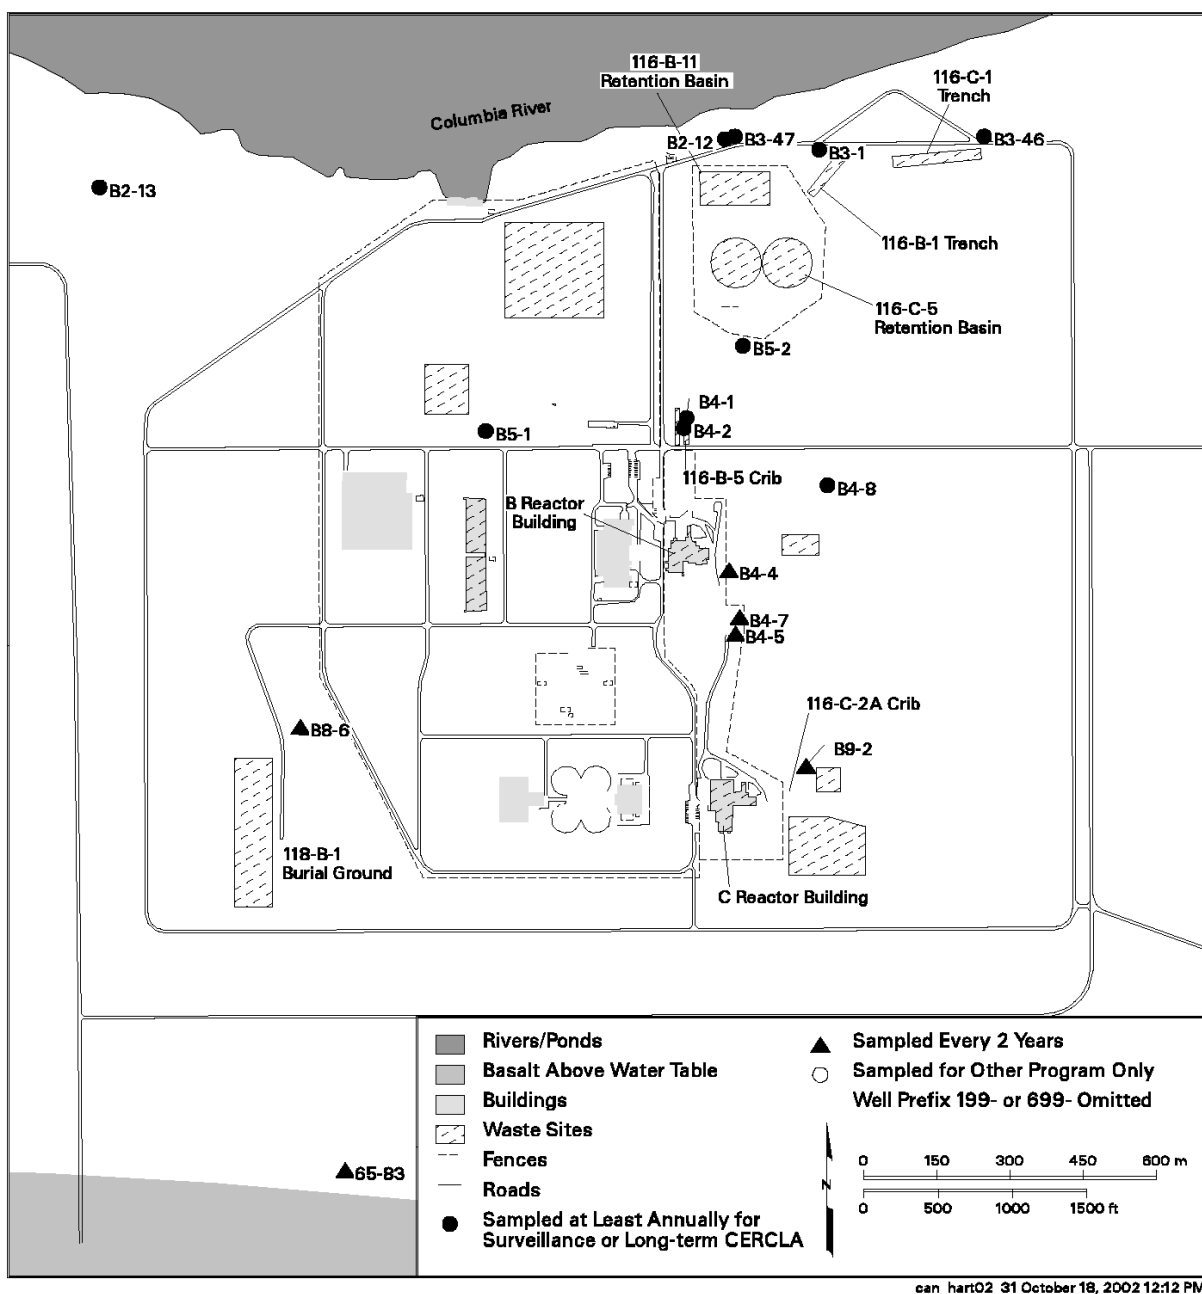 116-B-11
Retention Basin
116-C-1
Trench
Columbia River
B2-12
B3-47
B3-1
B3-46
B2-13
116-B-1 Trench
116-C-5
Retention Basin
B5-2
B4-1
B5-1
B4-2
116-B-5 Crib
B4-8
B Reactor
Building
B4-4
B4-7
B4-5
116-C-2A Crib
B8-6
B9-2
118-B-1
Burial Ground
C Reactor Building
Rivers/Ponds
Basalt Above Water Table
Buildings
Waste Sites
Fences
Roads
Sampled at Least Annually for
Surveillance or Long-term CERCLA
Sampled Every 2 Years
Sampled for Other Program Only
Well Prefix 199- or 699- Omitted
N
0 150 300 450 600 m
0 500 1000 1500 ft
65-83
can_hart02 31 October 18, 2002 12:12 PM